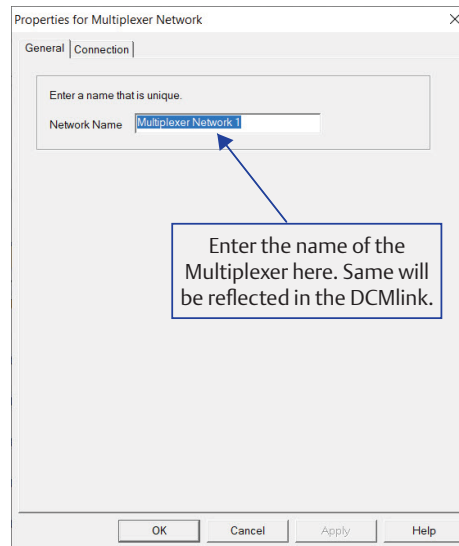 Properties for Multiplexer Network
General
Connection
Enter a name that is unique.
Network Name
Multiplexer Network 1
Enter the name of the
Multiplexer here. Same will
be reflected in the DCMlink.
OK
Cancel
Apply
Help